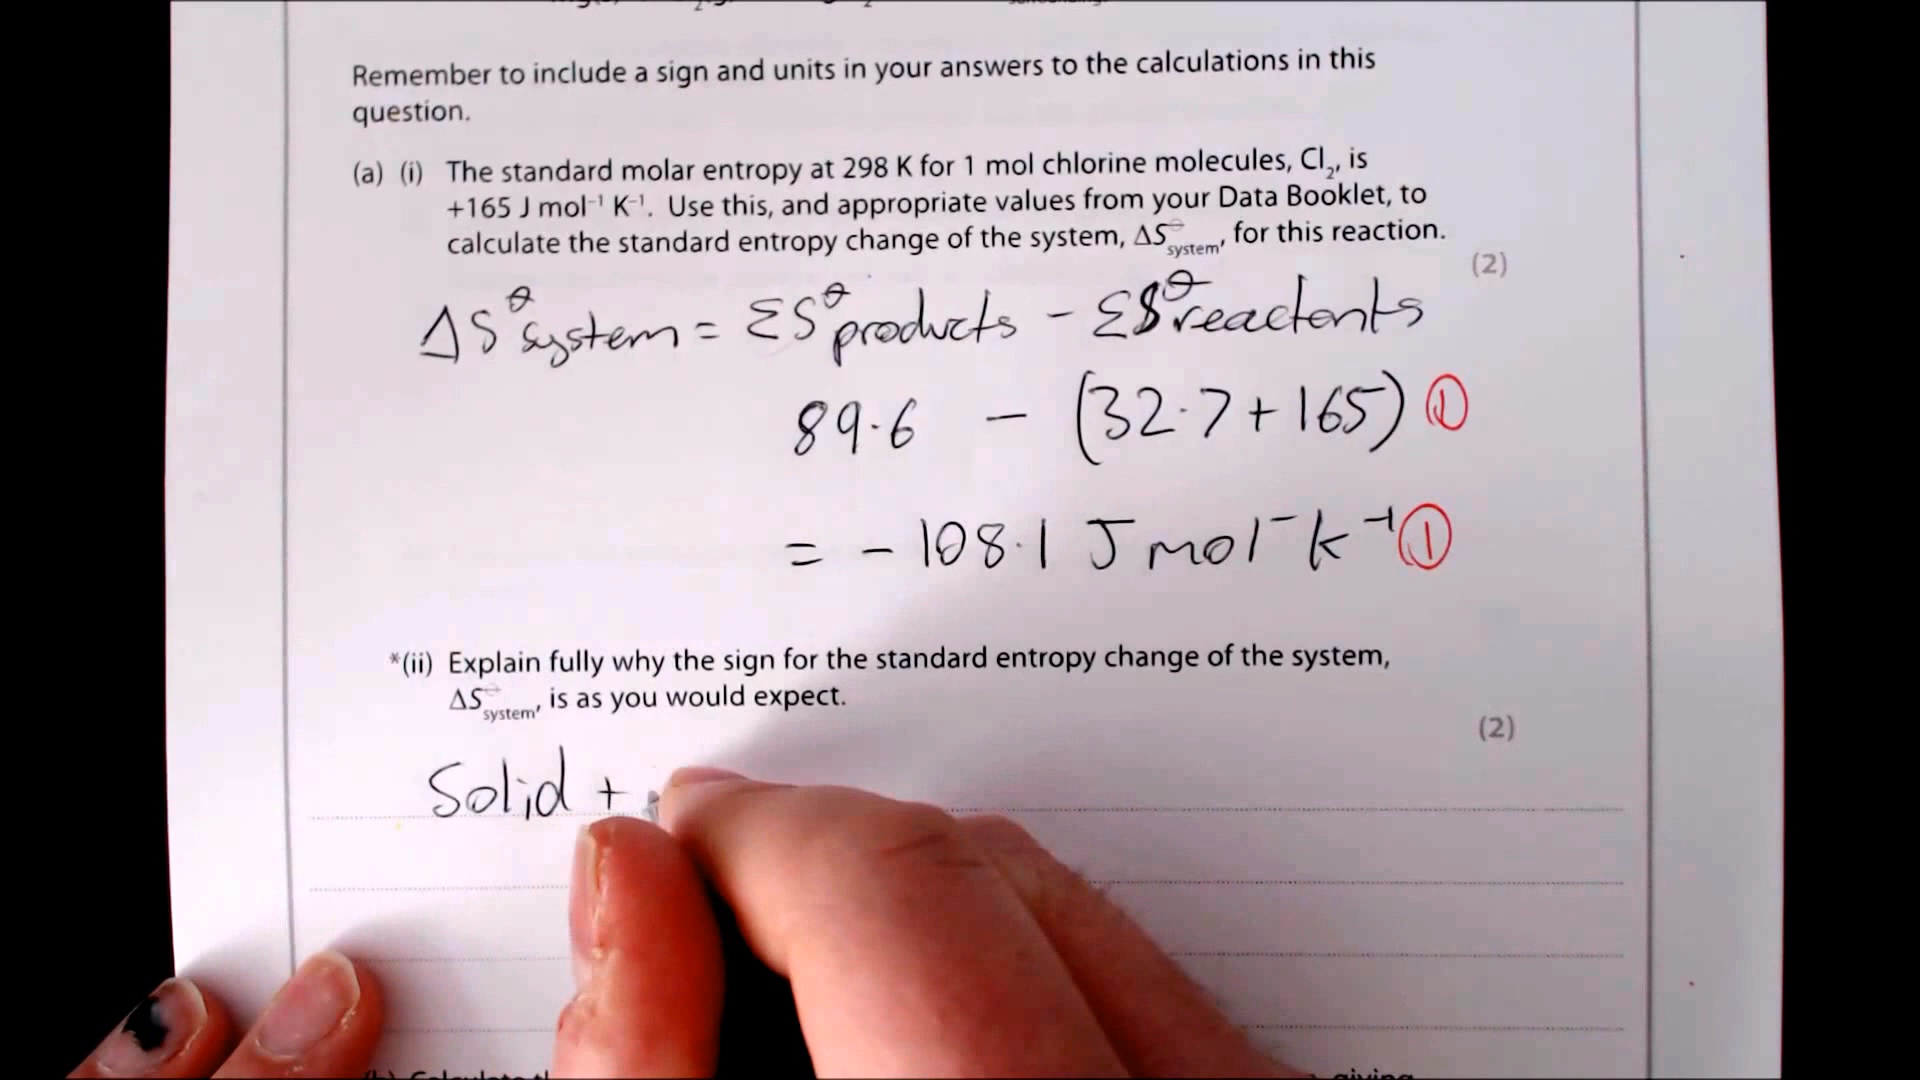 Remember to include a sign and units in your answers to the calculations in this
question.
(a) (i) The standard molar entropy at 298 K for 1 mol chlorine molecules, Cl₂, is
+165 J mol⁻¹ K⁻¹. Use this, and appropriate values from your Data Booklet, to
calculate the standard entropy change of the system, ΔS⦵system, for this reaction.
(2)
ΔS°system = ΣS°products − ΣS°reactants
89.6 − (32.7 + 165) ①
= − 108.1 J mol⁻ K⁻¹ ①
*(ii) Explain fully why the sign for the standard entropy change of the system,
ΔS⦵system, is as you would expect.
(2)
Solid +